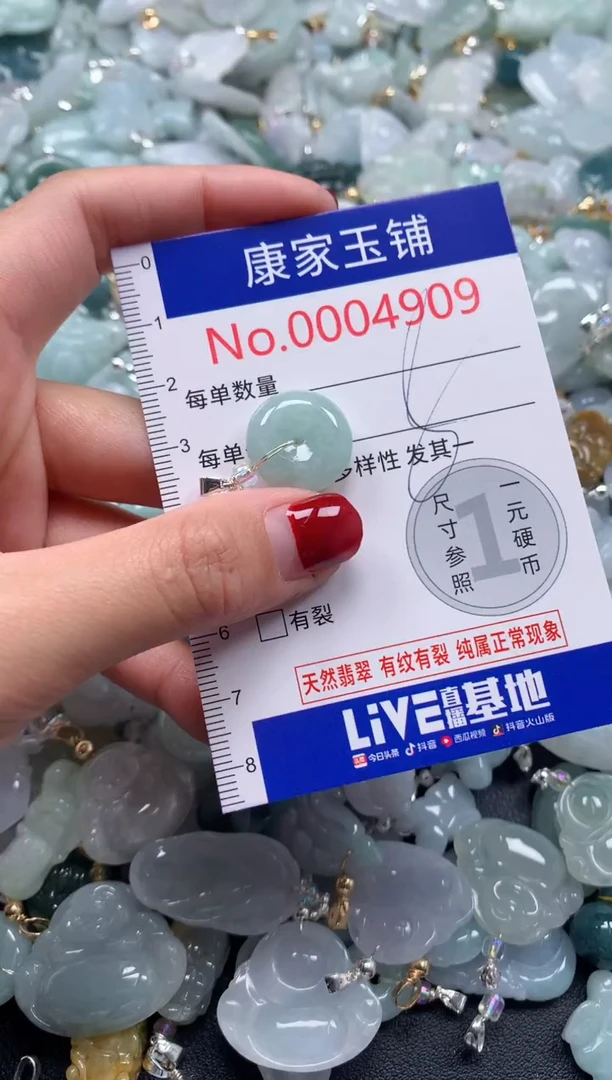 康家玉铺
No.0004909
每单数量
每单
多样性 发其一
一元硬币
1
尺寸参照
有裂
天然翡翠 有纹有裂 纯属正常现象
LiVE直播基地
今日头条 抖音 西瓜视频 抖音火山版
0
1
2
3
6
7
8